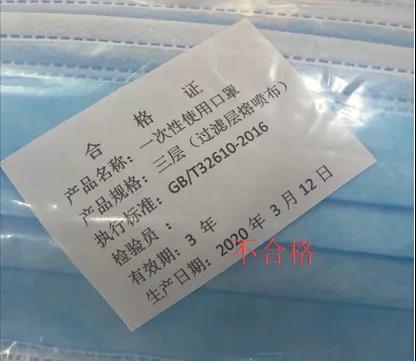 合格证
产品名称：一次性使用口罩
产品规格：三层（过滤层熔喷布）
执行标准：GB/T32610-2016
检验员：
有效期：3 年
生产日期：2020 年 3 月 12 日
不合格